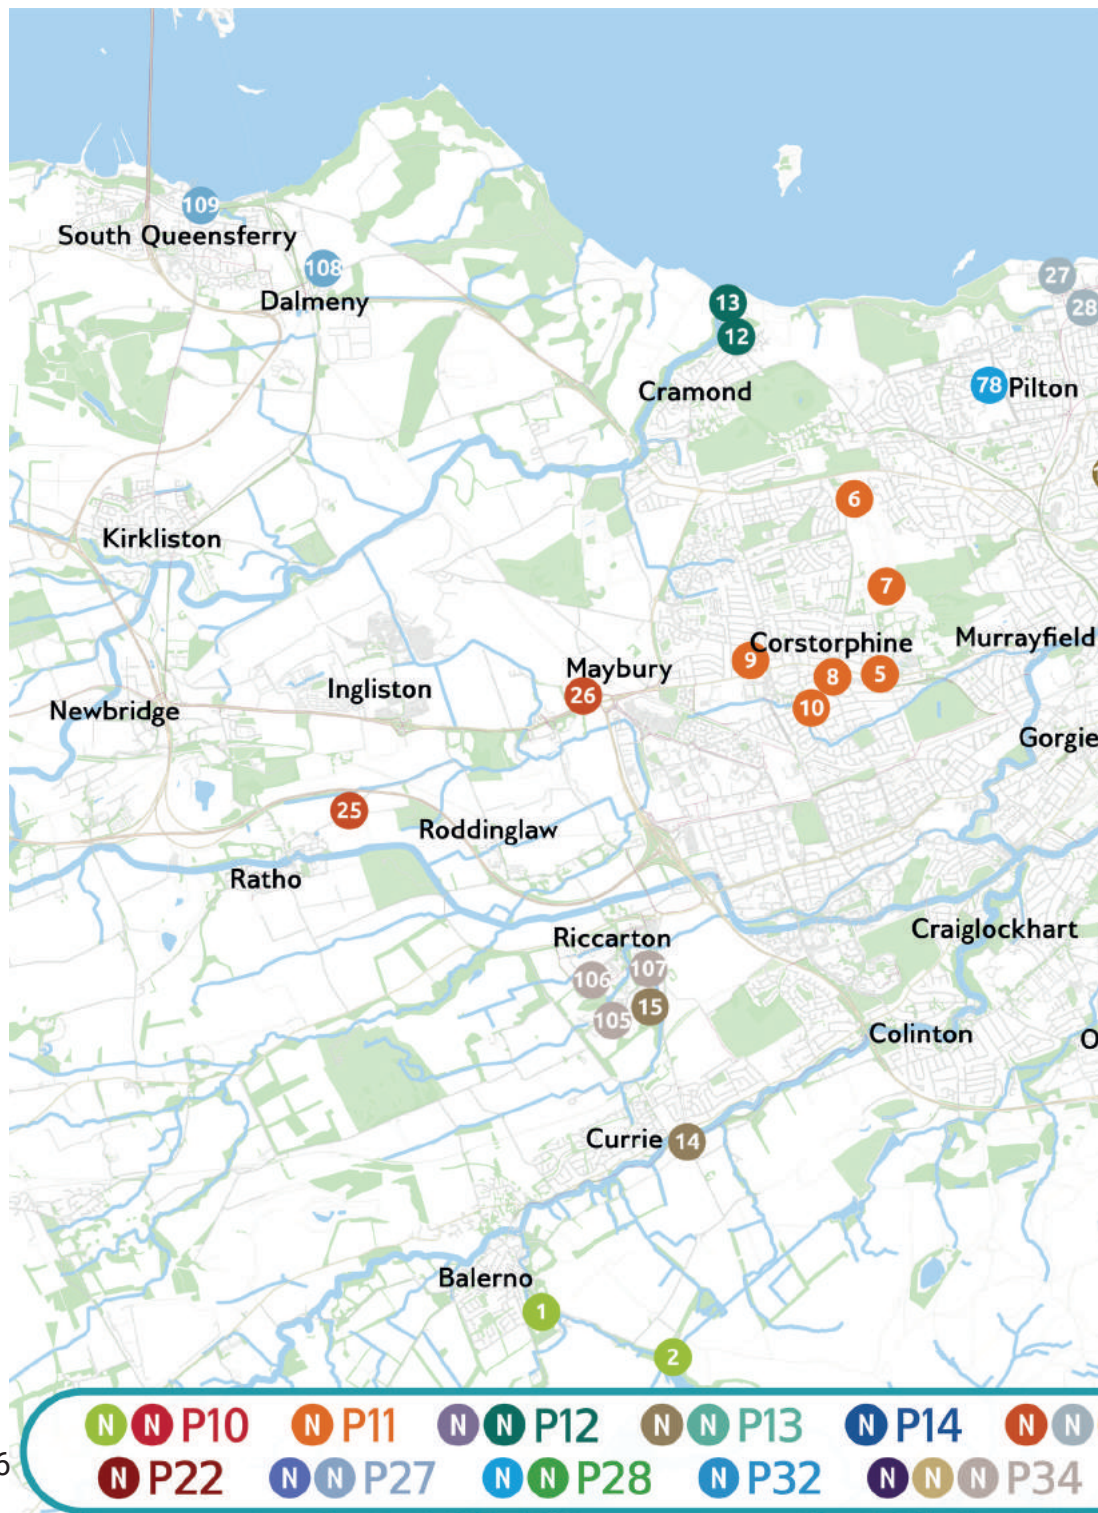 109
South Queensferry
108
Dalmeny
27
13
28
12
78 Pilton
Cramond
6
Kirkliston
7
Corstorphine
Murrayfield
9
Maybury
8
5
Ingliston
26
10
Newbridge
Gorgie
25
Roddinglaw
Ratho
Craiglockhart
Riccarton
107
106
15
105
Colinton
O
Currie 14
Balerno
1
2
N N P10 N P11 N N P12 N N P13 N P14 N N
6
N P22 N N P27 N N P28 N P32 N N N P34